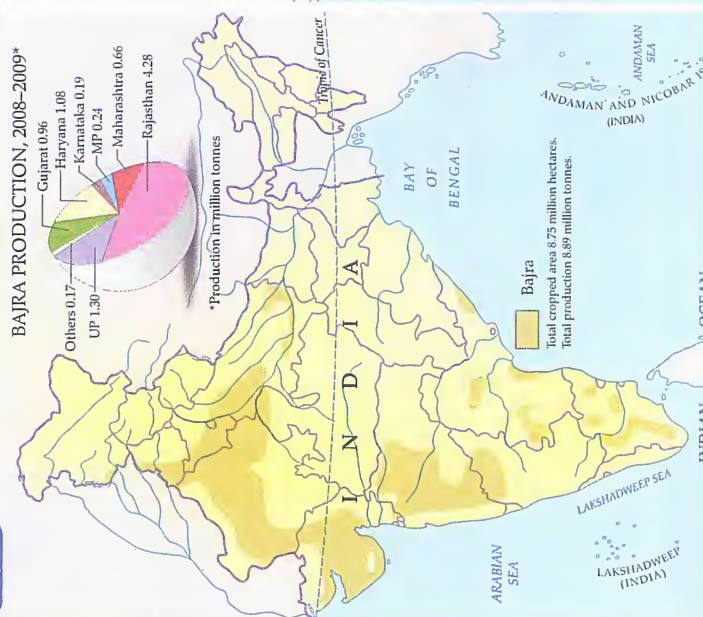 BAJRA PRODUCTION, 2008–2009*
Gujarat 0.96
Haryana 1.08
Karnataka 0.19
MP 0.24
Maharashtra 0.66
Rajasthan 4.28
Others 0.17
UP 1.30
*Production in million tonnes
Tropic of Cancer
INDIA
BAY
OF
BENGAL
ANDAMAN
SEA
ANDAMAN AND NICOBAR
(INDIA)
Bajra
Total cropped area 8.75 million hectares.
Total production 8.89 million tonnes.
ARABIAN
SEA
LAKSHADWEEP SEA
LAKSHADWEEP
(INDIA)
INDIAN OCEAN